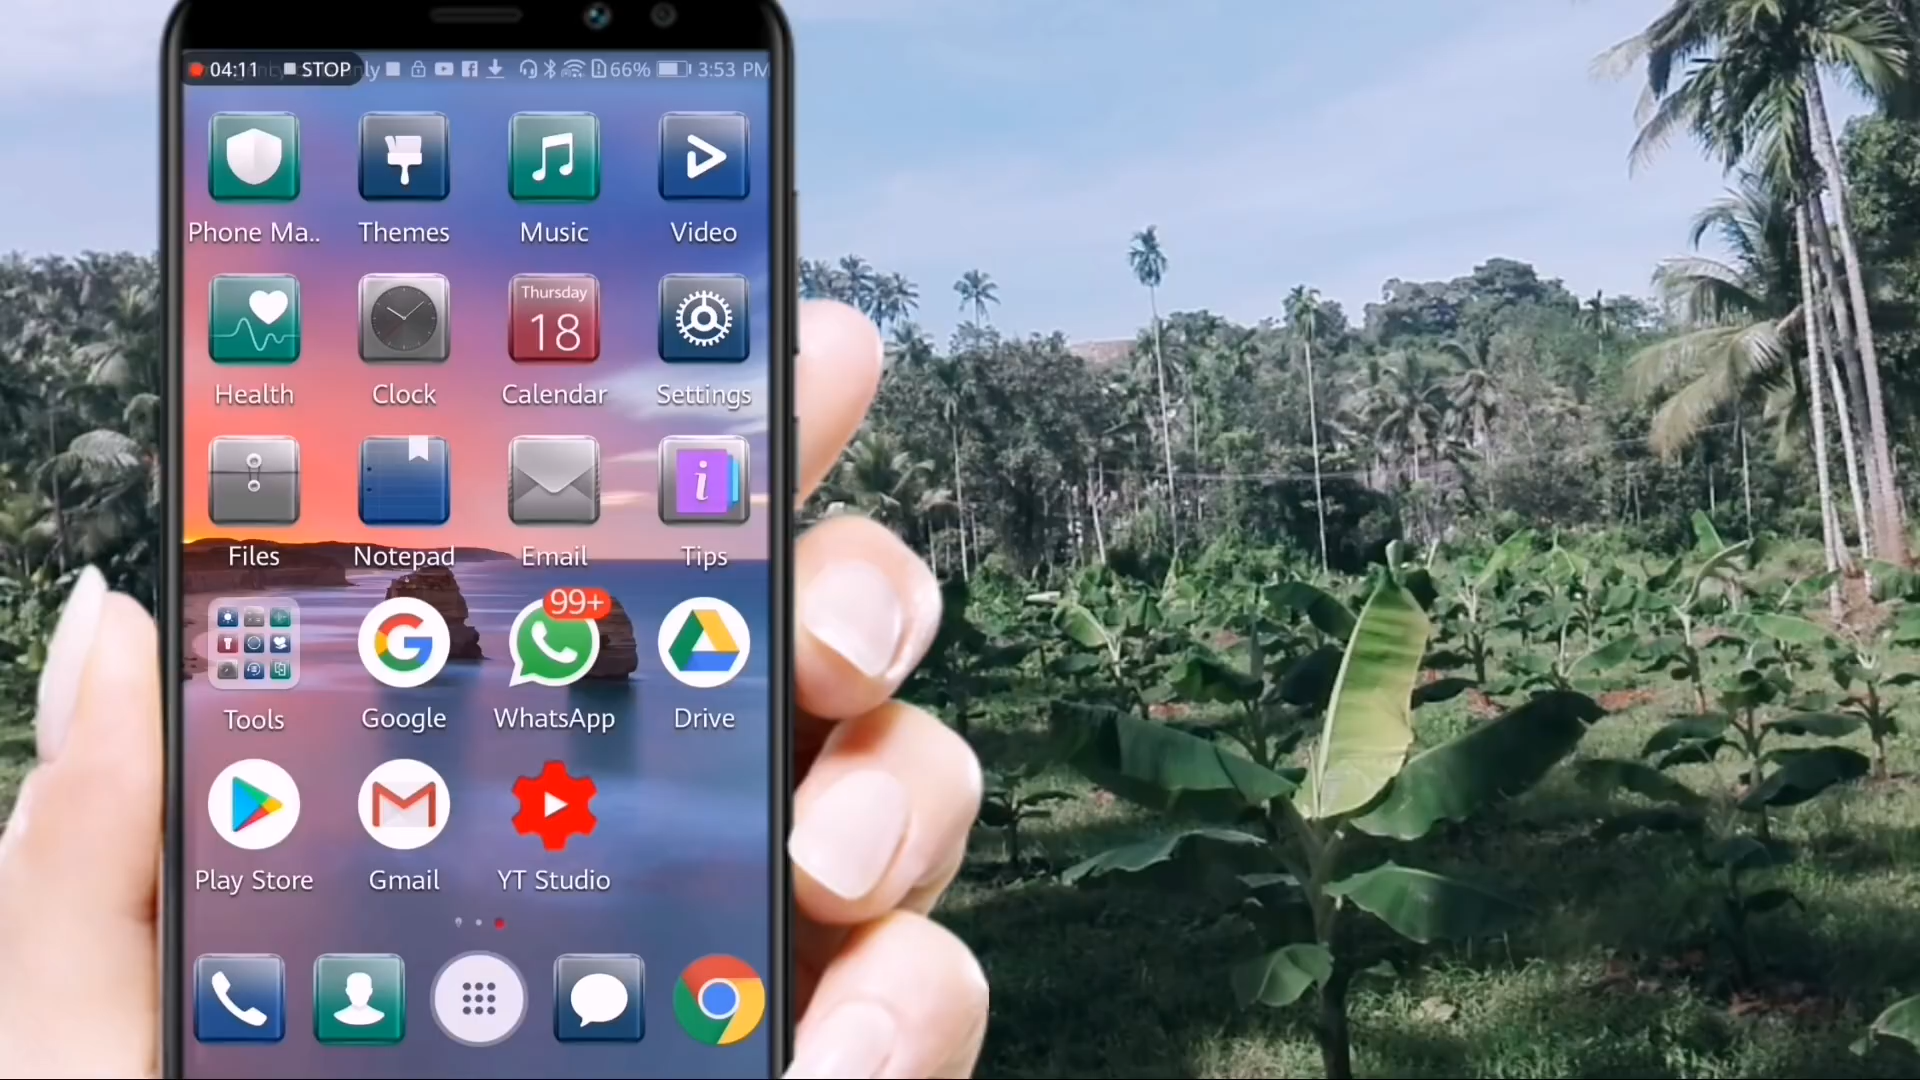 04:11 STOP nly 66% 3:53 PM
Phone Ma.. Themes Music Video
Thursday
18
Health Clock Calendar Settings
i
Files Notepad Email Tips
99+
Tools Google WhatsApp Drive
Play Store Gmail YT Studio